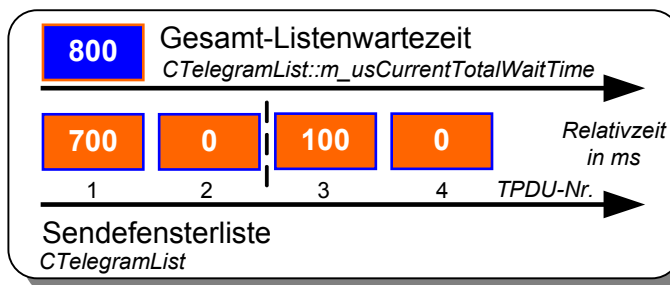 800
Gesamt-Listenwartezeit
CTelegramList::m_usCurrentTotalWaitTime
700 0 100 0
Relativzeit
in ms
1 2 3 4 TPDU-Nr.
Sendefensterliste
CTelegramList